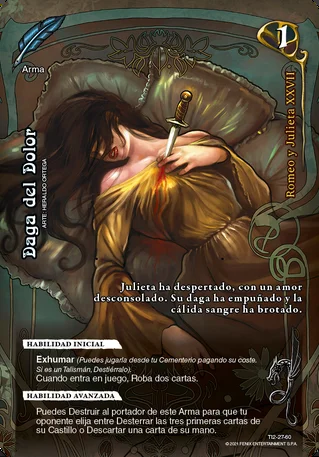 1
Arma
Daga del Dolor
ARTE: HERALDO ORTEGA
Romeo y Julieta XXVII
Julieta ha despertado, con un amor
desconsolado. Su daga ha empuñado y la
cálida sangre ha brotado.
HABILIDAD INICIAL
Exhumar (Puedes jugarla desde tu Cementerio pagando su coste.
Si es un Talismán, Destiérralo).
Cuando entra en juego, Roba dos cartas.
HABILIDAD AVANZADA
Puedes Destruir al portador de este Arma para que tu
oponente elija entre Desterrar las tres primeras cartas de
su Castillo o Descartar una carta de su mano.
TI2-27-60
© 2021 FENIX ENTERTAINMENT S.P.A.